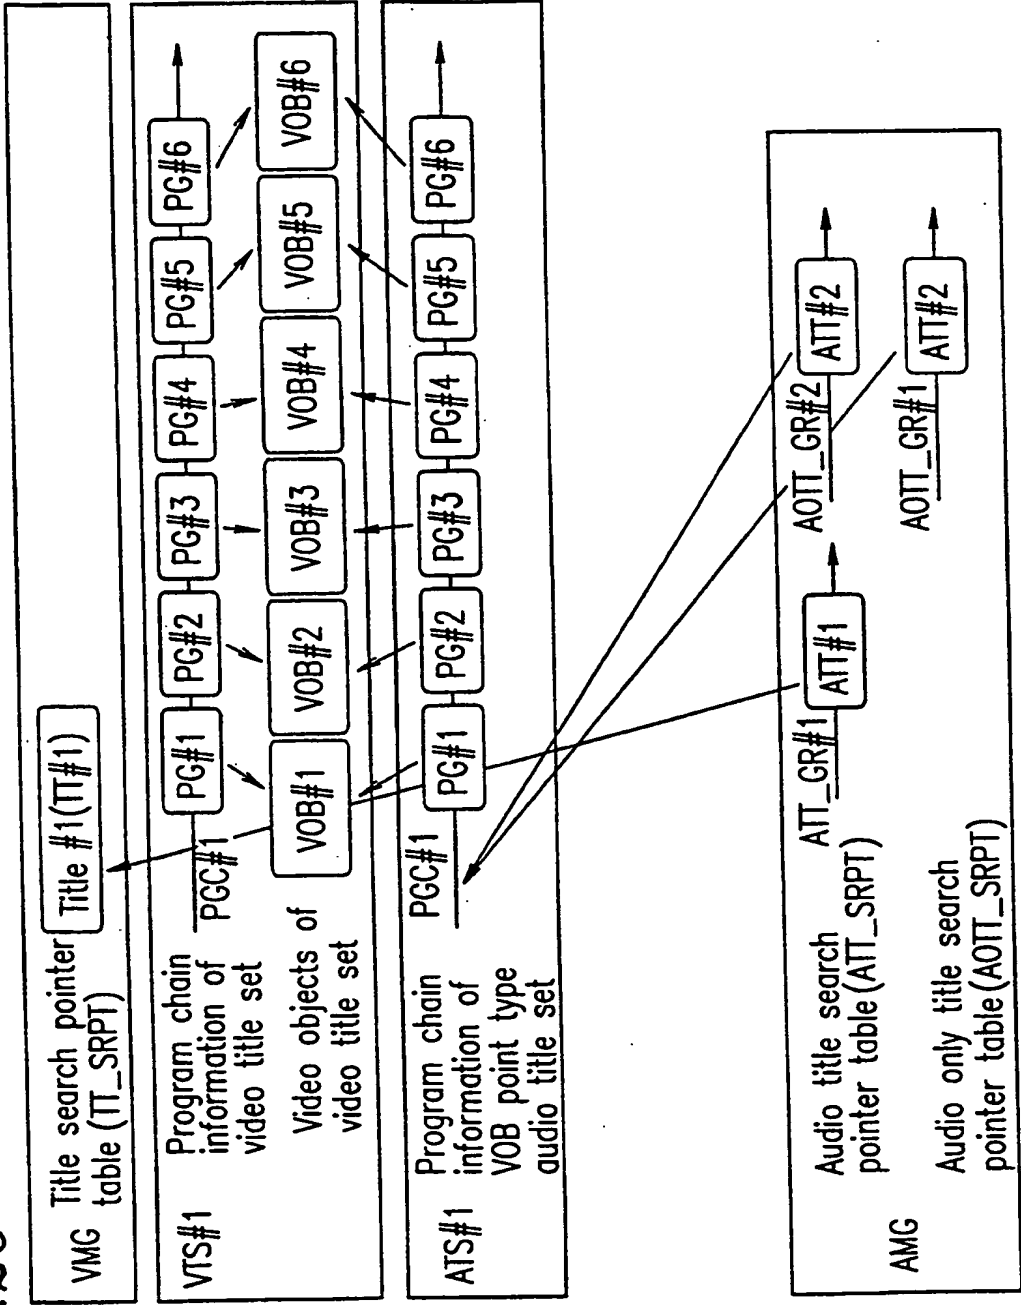 VMG
Title search pointer
table (TT_SRPT)
Title #1(TT#1)
VTS#1
Program chain
information of
video title set
PGC#1
PG#1
PG#2
PG#3
PG#4
PG#5
PG#6
Video objects of
video title set
VOB#1
VOB#2
VOB#3
VOB#4
VOB#5
VOB#6
ATS#1
Program chain
information of
VOB point type
audio title set
PGC#1
PG#1
PG#2
PG#3
PG#4
PG#5
PG#6
AMG
Audio title search
pointer table (ATT_SRPT)
ATT_GR#1
ATT#1
AOTT_GR#2
ATT#2
Audio only title search
pointer table (AOTT_SRPT)
AOTT_GR#1
ATT#2